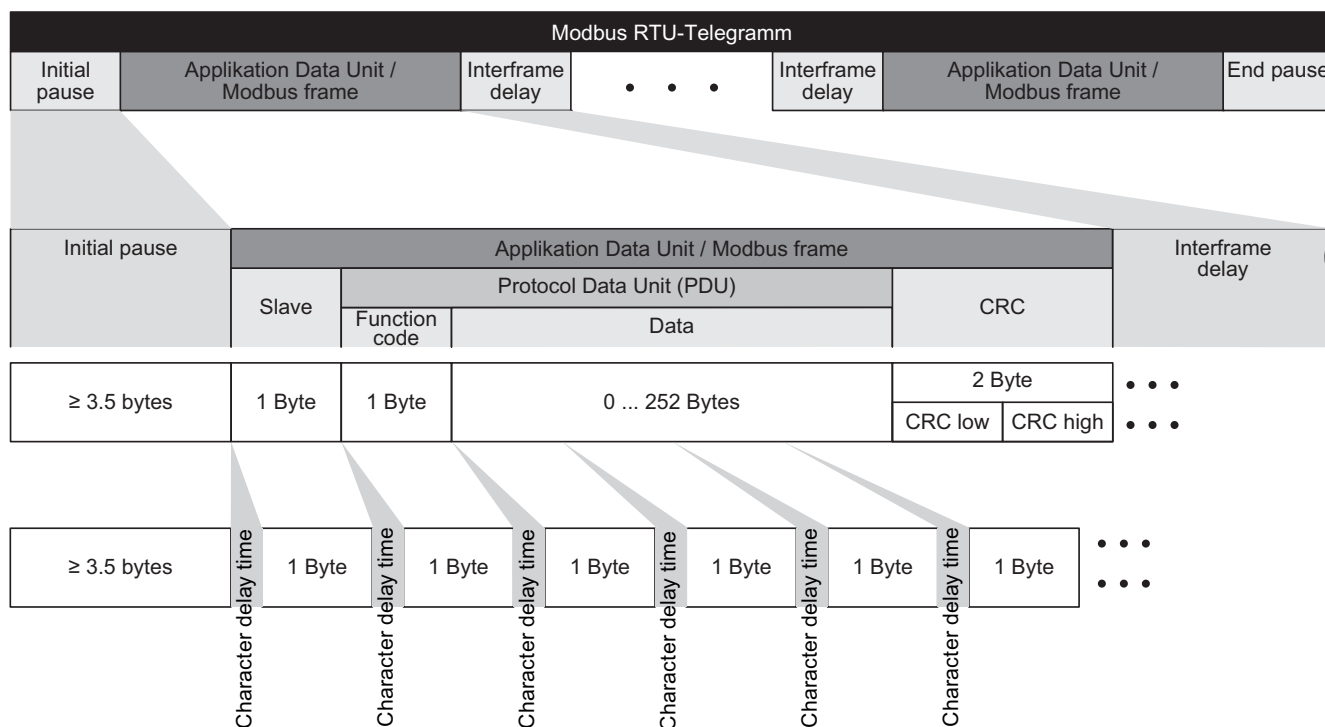 Modbus RTU-Telegramm
Initial
pause
Applikation Data Unit /
Modbus frame
Interframe
delay
• • •
Interframe
delay
Applikation Data Unit /
Modbus frame
End pause
Initial pause
Applikation Data Unit / Modbus frame
Interframe
delay
Slave
Protocol Data Unit (PDU)
CRC
Function
code
Data
≥ 3.5 bytes
1 Byte
1 Byte
0 ... 252 Bytes
2 Byte
• • •
CRC low
CRC high
• • •
≥ 3.5 bytes
Character delay time
1 Byte
Character delay time
1 Byte
Character delay time
1 Byte
Character delay time
1 Byte
Character delay time
1 Byte
Character delay time
1 Byte
• • •
• • •